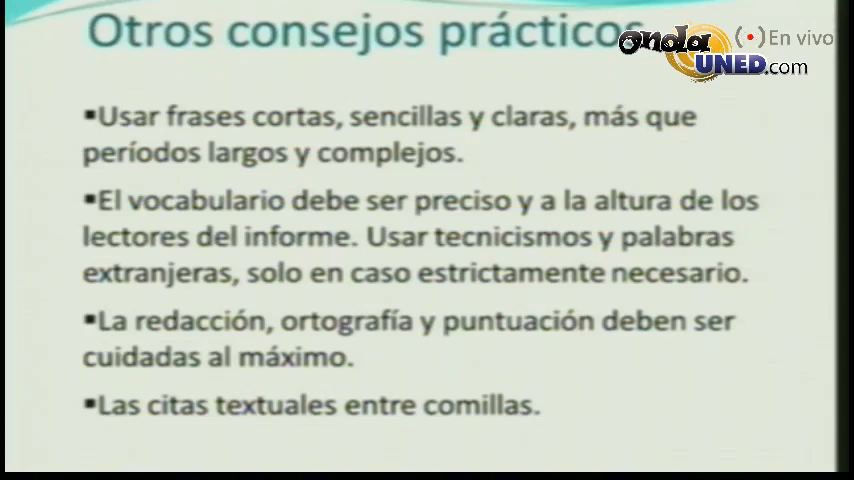 Otros consejos prácticos
onda UNED.com
(•) En vivo
▪Usar frases cortas, sencillas y claras, más que
períodos largos y complejos.
▪El vocabulario debe ser preciso y a la altura de los
lectores del informe. Usar tecnicismos y palabras
extranjeras, solo en caso estrictamente necesario.
▪La redacción, ortografía y puntuación deben ser
cuidadas al máximo.
▪Las citas textuales entre comillas.